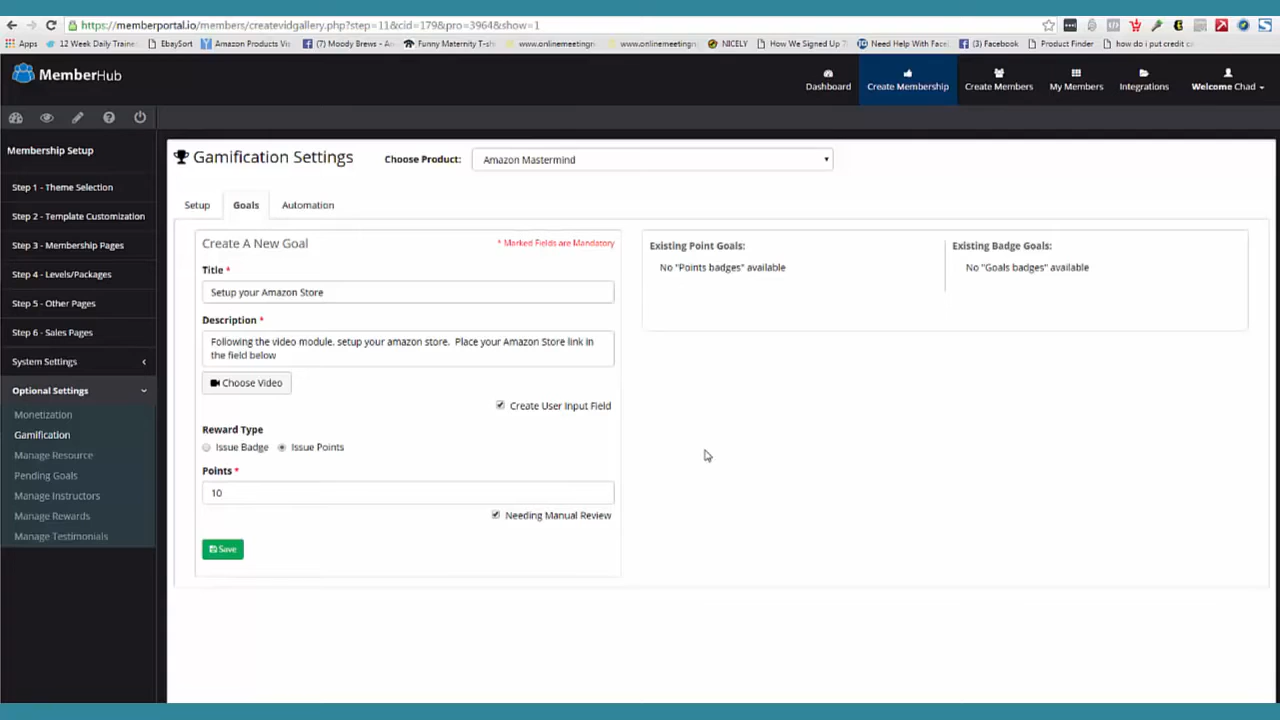 https://memberportal.io/members/createvidgallery.php?step=11&cid=179&pro=3964&show=1
Apps 12 Week Daily Traine EbaySort Amazon Products Vi (7) Moody Brews - An Funny Maternity T-sh www.onlinemeetingn www.onlinemeetingn NICELY How We Signed Up 7 Need Help With Face (3) Facebook Product Finder how do i put credit c
MemberHub
Dashboard Create Membership Create Members My Members Integrations Welcome Chad
Membership Setup
Step 1 - Theme Selection
Step 2 - Template Customization
Step 3 - Membership Pages
Step 4 - Levels/Packages
Step 5 - Other Pages
Step 6 - Sales Pages
System Settings
Optional Settings
Monetization
Gamification
Manage Resource
Pending Goals
Manage Instructors
Manage Rewards
Manage Testimonials
Gamification Settings Choose Product: Amazon Mastermind
Setup Goals Automation
Create A New Goal * Marked Fields are Mandatory
Title *
Setup your Amazon Store
Description *
Following the video module. setup your amazon store. Place your Amazon Store link in
the field below
Choose Video
Create User Input Field
Reward Type
Issue Badge Issue Points
Points *
10
Needing Manual Review
Save
Existing Point Goals: Existing Badge Goals:
No "Points badges" available No "Goals badges" available